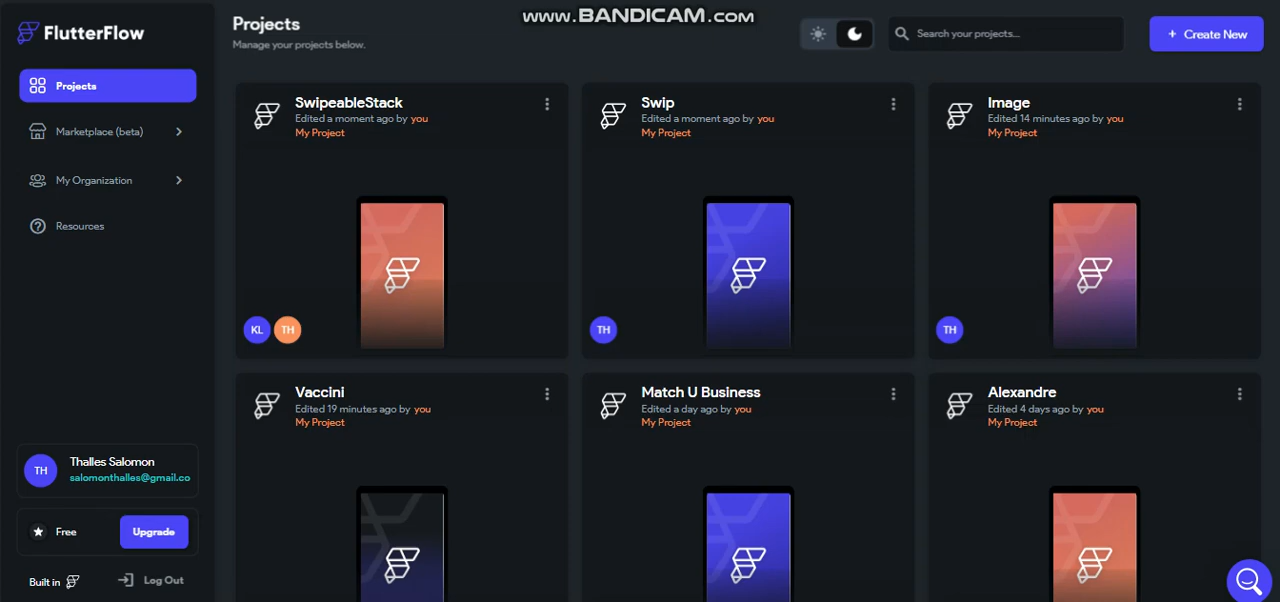 www.BANDICAM.com
FlutterFlow
Projects
Marketplace (beta)
My Organization
Resources
Thalles Salomon
salomonthalles@gmail.co
TH
Free
Upgrade
Built in
Log Out
Projects
Manage your projects below.
Search your projects...
+ Create New
SwipeableStack
Edited a moment ago by you
My Project
KL
TH
Swip
Edited a moment ago by you
My Project
TH
Image
Edited 14 minutes ago by you
My Project
TH
Vaccini
Edited 19 minutes ago by you
My Project
Match U Business
Edited a day ago by you
My Project
Alexandre
Edited 4 days ago by you
My Project